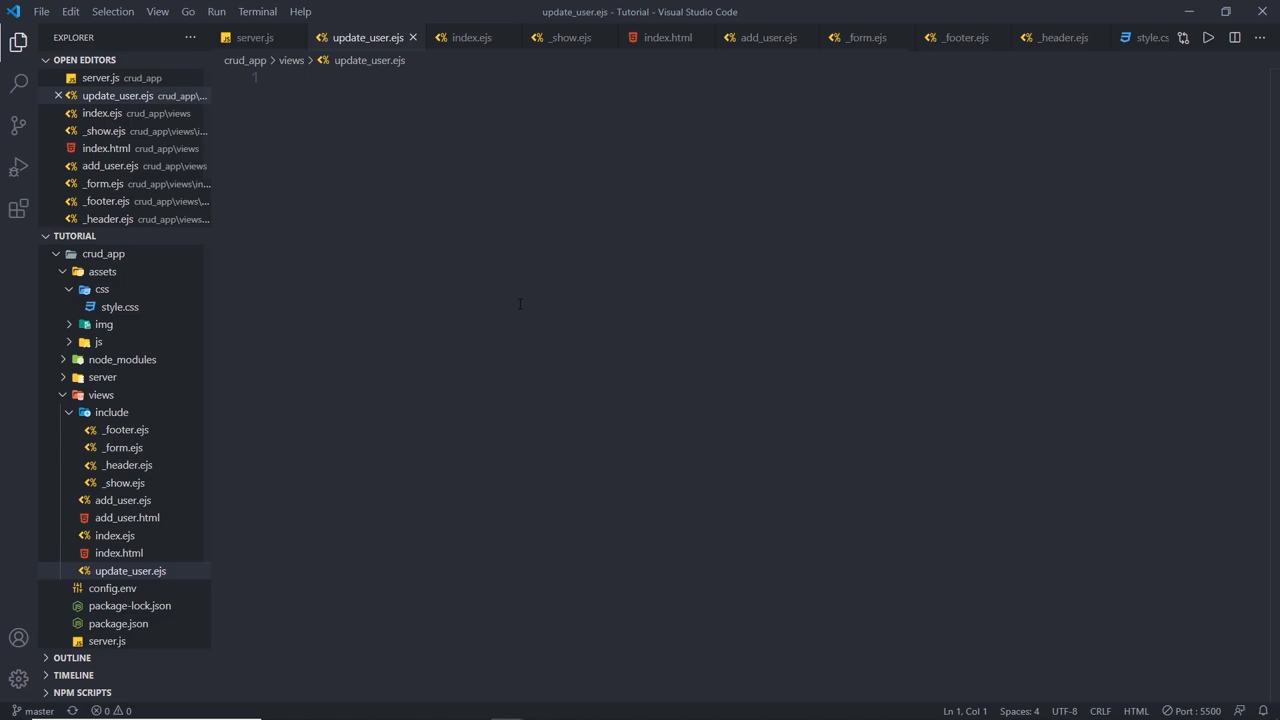 File Edit Selection View Go Run Terminal Help update_user.ejs - Tutorial - Visual Studio Code
EXPLORER
server.js update_user.ejs index.ejs _show.ejs index.html add_user.ejs _form.ejs _footer.ejs _header.ejs style.cs
OPEN EDITORS
crud_app > views > update_user.ejs
server.js crud_app
1
update_user.ejs crud_app\...
index.ejs crud_app\views
_show.ejs crud_app\views\i...
index.html crud_app\views
add_user.ejs crud_app\views
_form.ejs crud_app\views\in...
_footer.ejs crud_app\views\...
_header.ejs crud_app\views...
TUTORIAL
crud_app
assets
css
style.css
img
js
node_modules
server
views
include
_footer.ejs
_form.ejs
_header.ejs
_show.ejs
add_user.ejs
add_user.html
index.ejs
index.html
update_user.ejs
config.env
package-lock.json
package.json
server.js
OUTLINE
TIMELINE
NPM SCRIPTS
master 0 0 Ln 1, Col 1 Spaces: 4 UTF-8 CRLF HTML Port : 5500